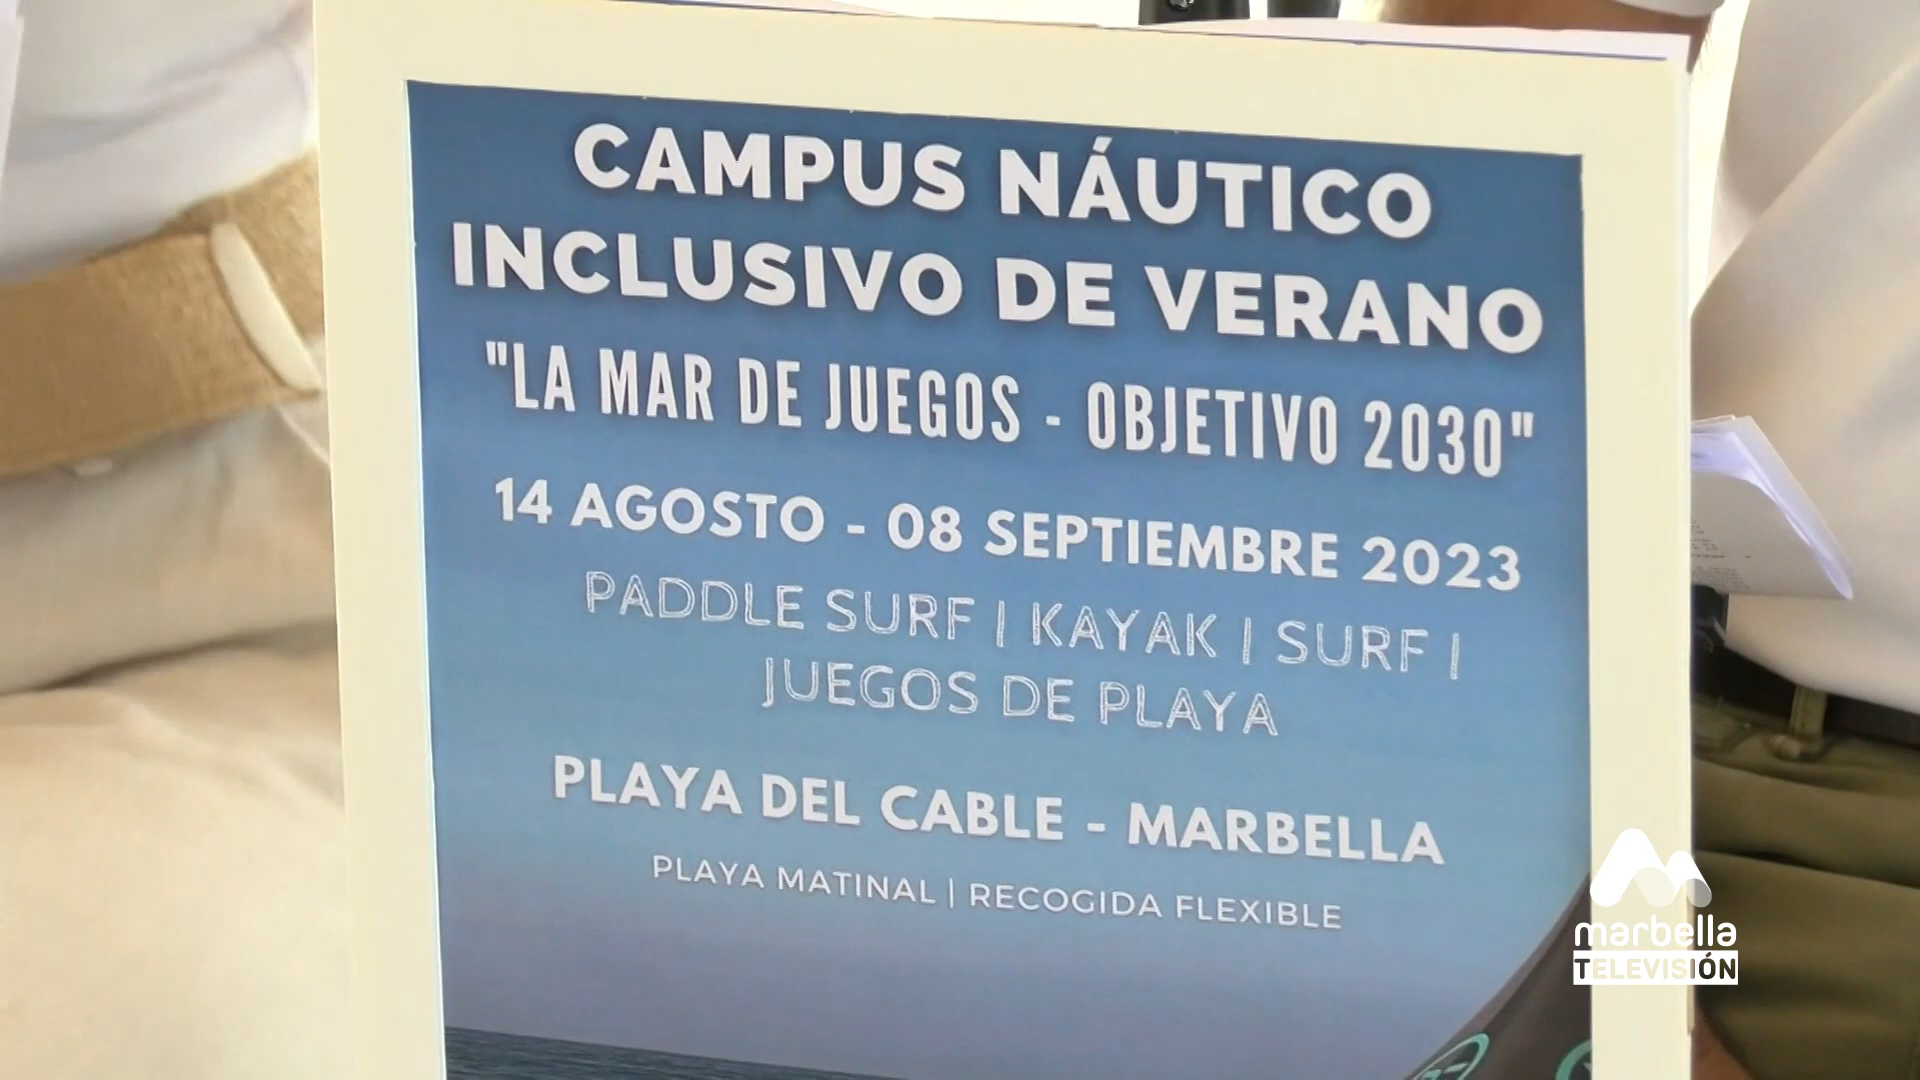 CAMPUS NÁUTICO
INCLUSIVO DE VERANO
"LA MAR DE JUEGOS - OBJETIVO 2030"
14 AGOSTO - 08 SEPTIEMBRE 2023
PADDLE SURF | KAYAK | SURF |
JUEGOS DE PLAYA
PLAYA DEL CABLE - MARBELLA
PLAYA MATINAL | RECOGIDA FLEXIBLE
marbella
TELEVISIÓN